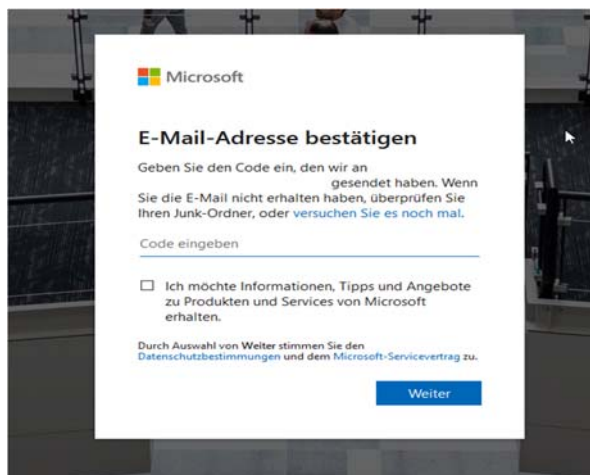 Microsoft
E-Mail-Adresse bestätigen
Geben Sie den Code ein, den wir an
gesendet haben. Wenn
Sie die E-Mail nicht erhalten haben, überprüfen Sie
Ihren Junk-Ordner, oder versuchen Sie es noch mal.
Code eingeben
Ich möchte Informationen, Tipps und Angebote
zu Produkten und Services von Microsoft
erhalten.
Durch Auswahl von Weiter stimmen Sie den
Datenschutzbestimmungen und dem Microsoft-Servicevertrag zu.
Weiter